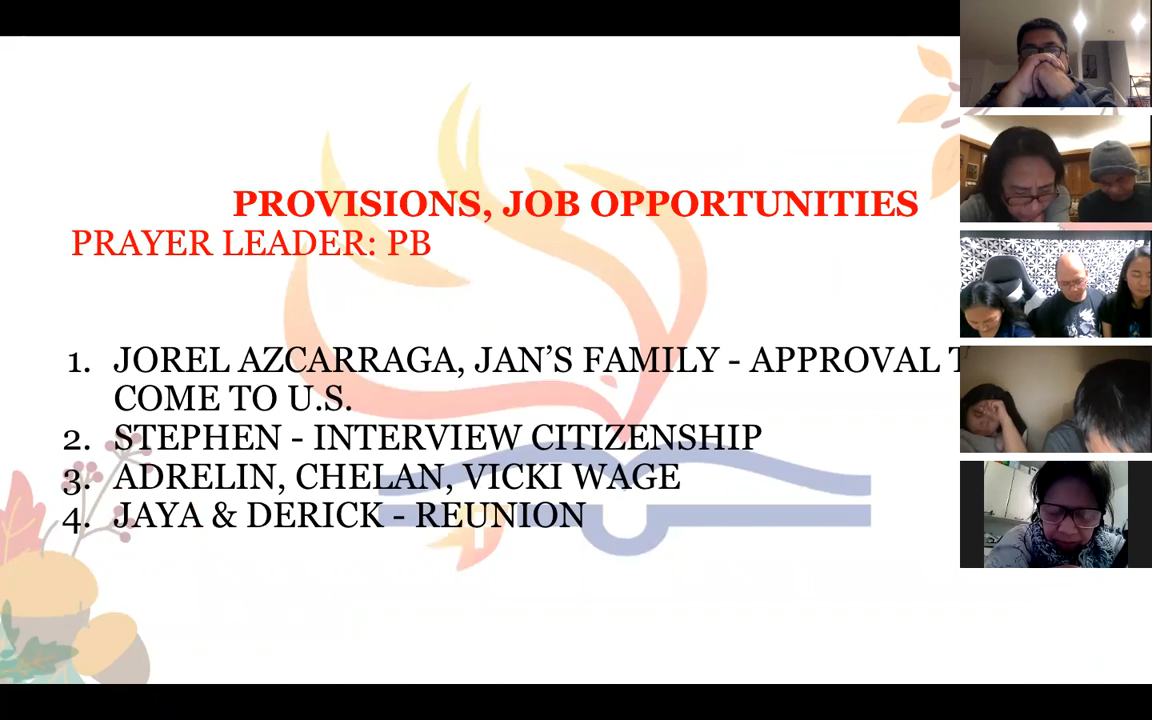 PROVISIONS, JOB OPPORTUNITIES
PRAYER LEADER: PB
1. JOREL AZCARRAGA, JAN’S FAMILY - APPROVAL
COME TO U.S.
2. STEPHEN - INTERVIEW CITIZENSHIP
3. ADRELIN, CHELAN, VICKI WAGE
4. JAYA & DERICK - REUNION